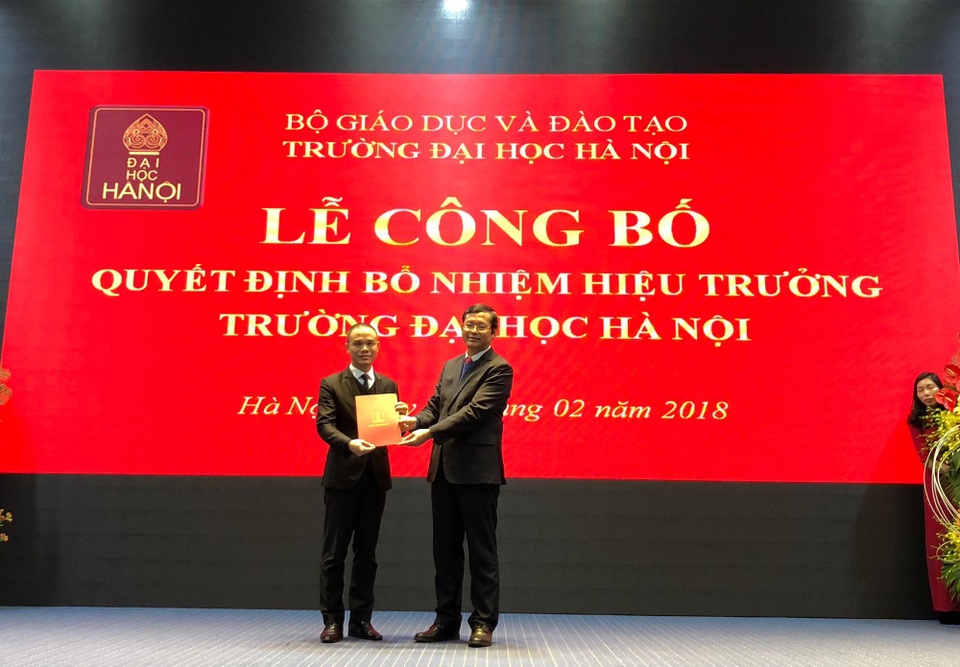 BỘ GIÁO DỤC VÀ ĐÀO TẠO
TRƯỜNG ĐẠI HỌC HÀ NỘI
ĐẠI
HỌC
HANỘI
LỄ CÔNG BỐ
QUYẾT ĐỊNH BỔ NHIỆM HIỆU TRƯỞNG
TRƯỜNG ĐẠI HỌC HÀ NỘI
Hà Nội, 02 năm 2018